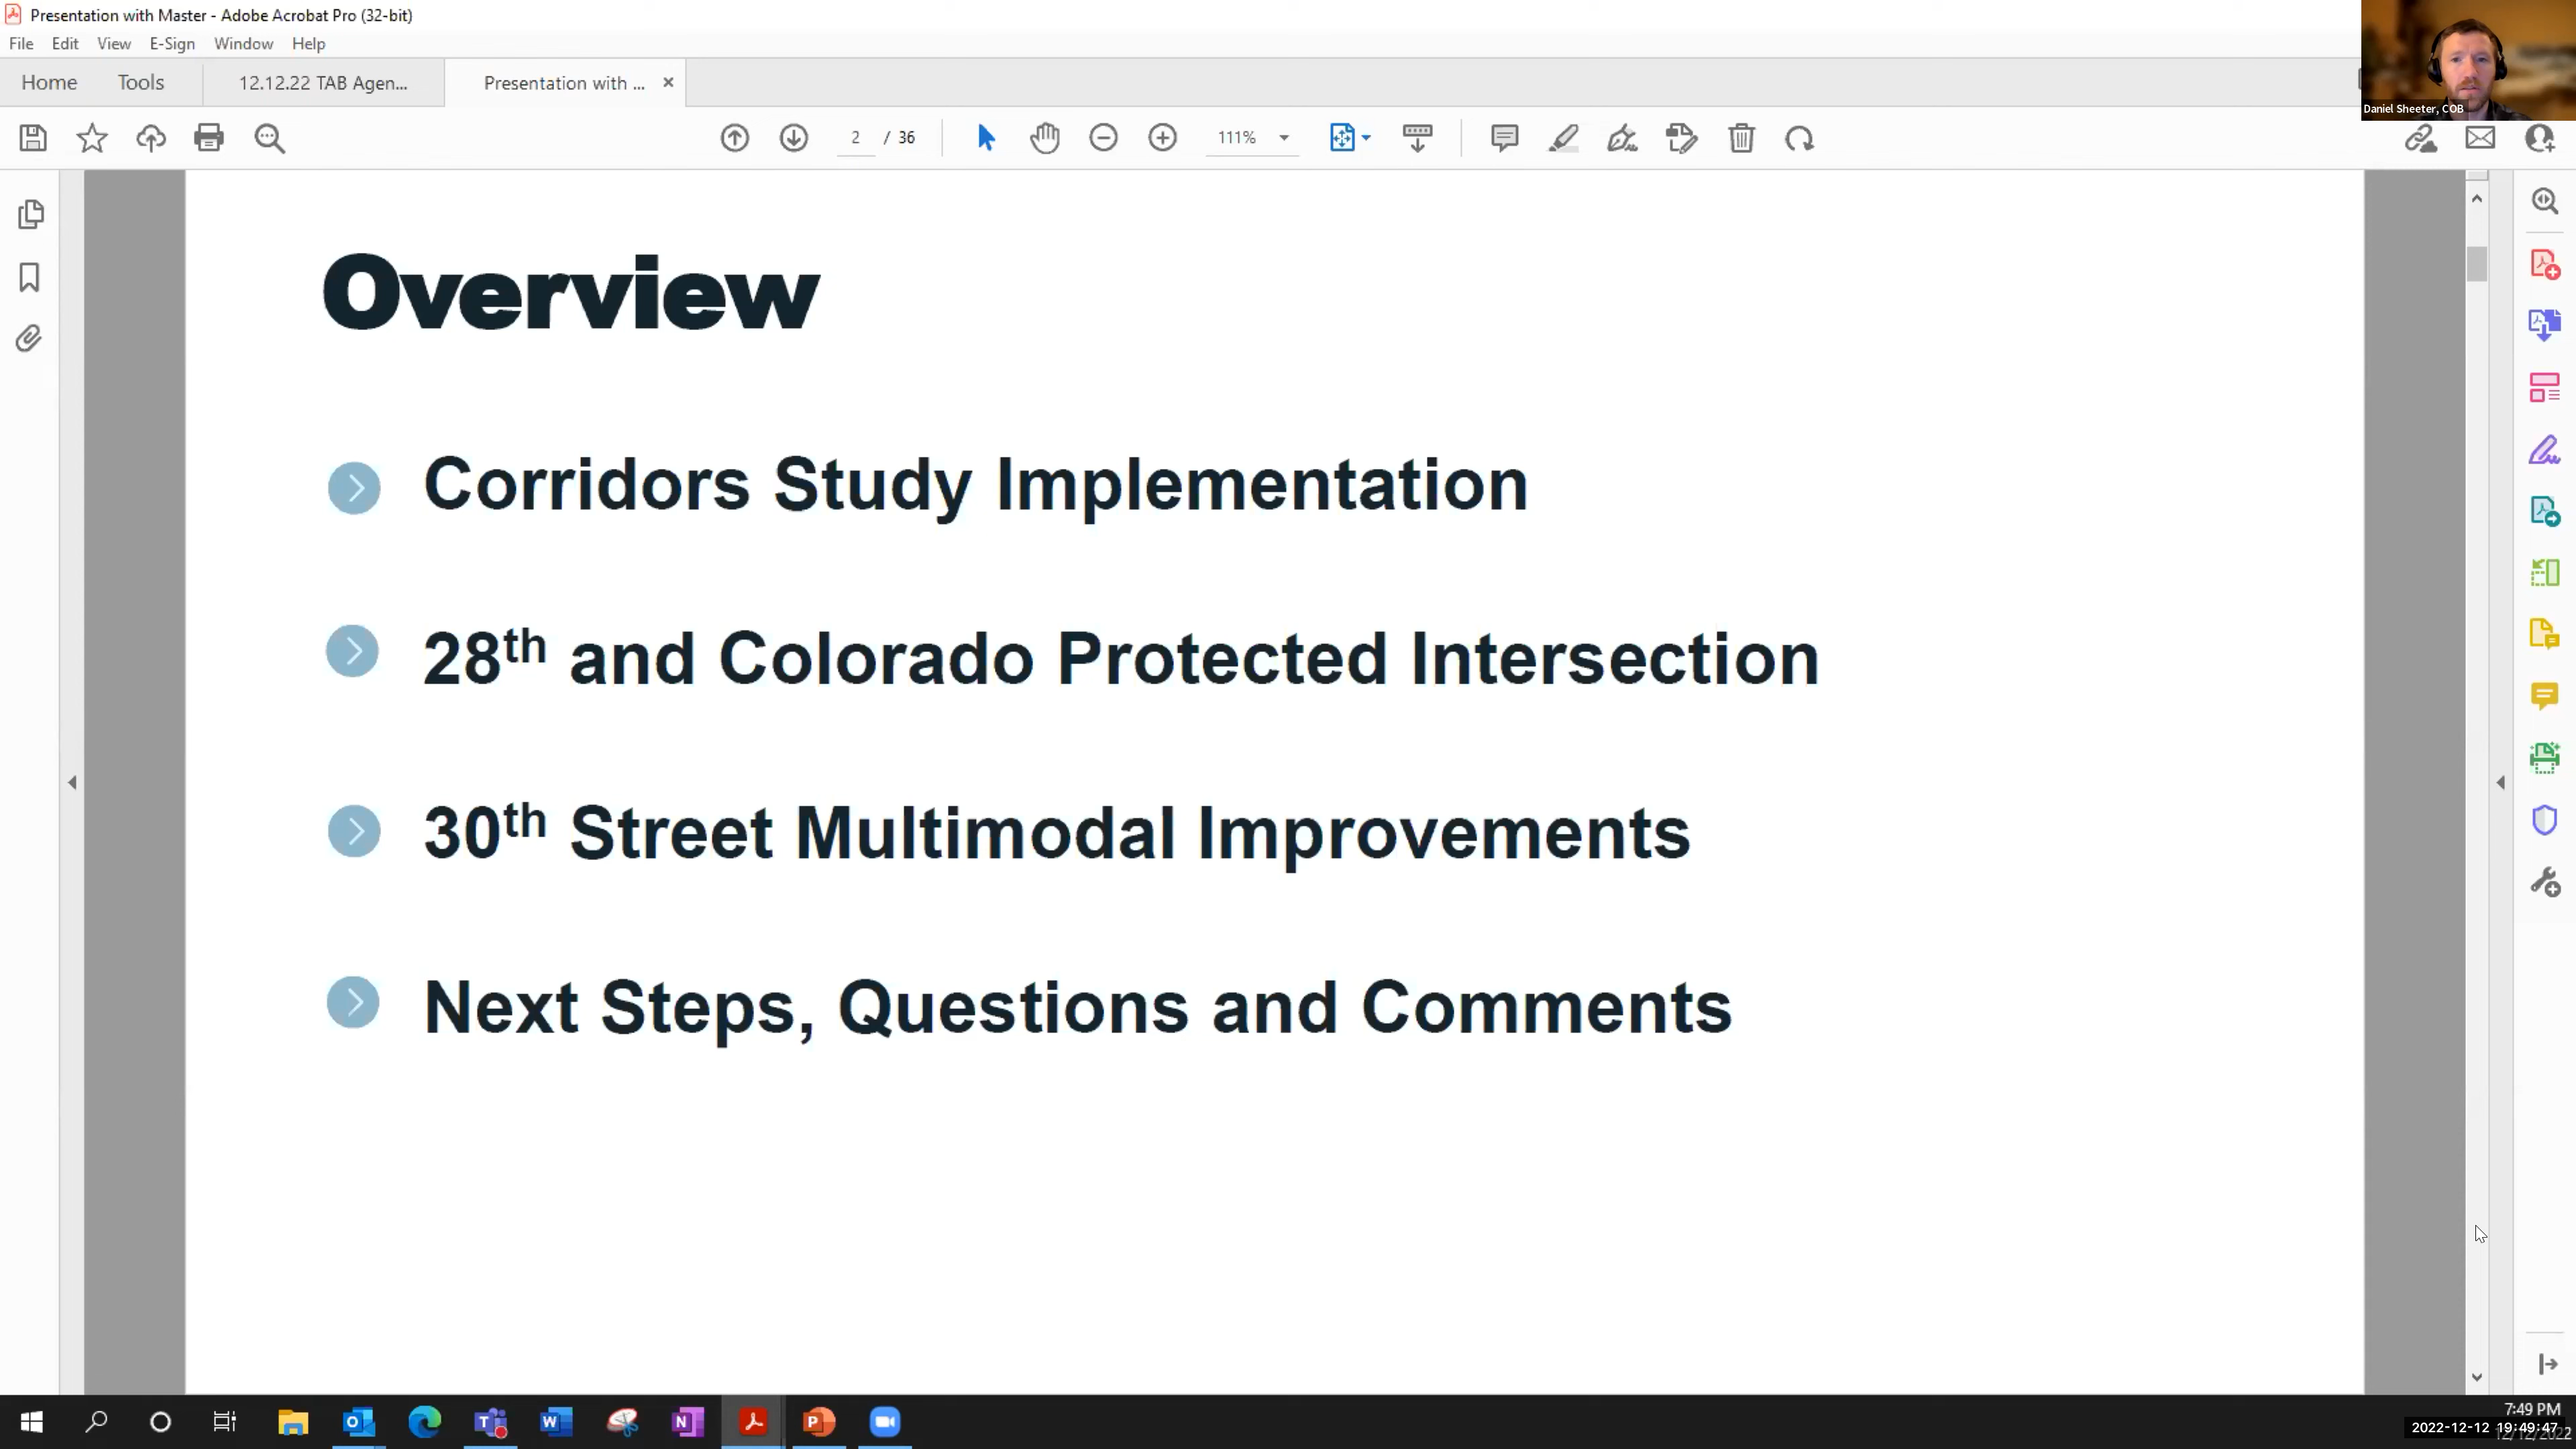 Presentation with Master - Adobe Acrobat Pro (32-bit)
File Edit View E-Sign Window Help
Home Tools 12.12.22 TAB Agen... Presentation with ...
Daniel Sheeter, COB
2 / 36 111%
Overview
Corridors Study Implementation
28th and Colorado Protected Intersection
30th Street Multimodal Improvements
Next Steps, Questions and Comments
7:49 PM
2022-12-12 19:49:47